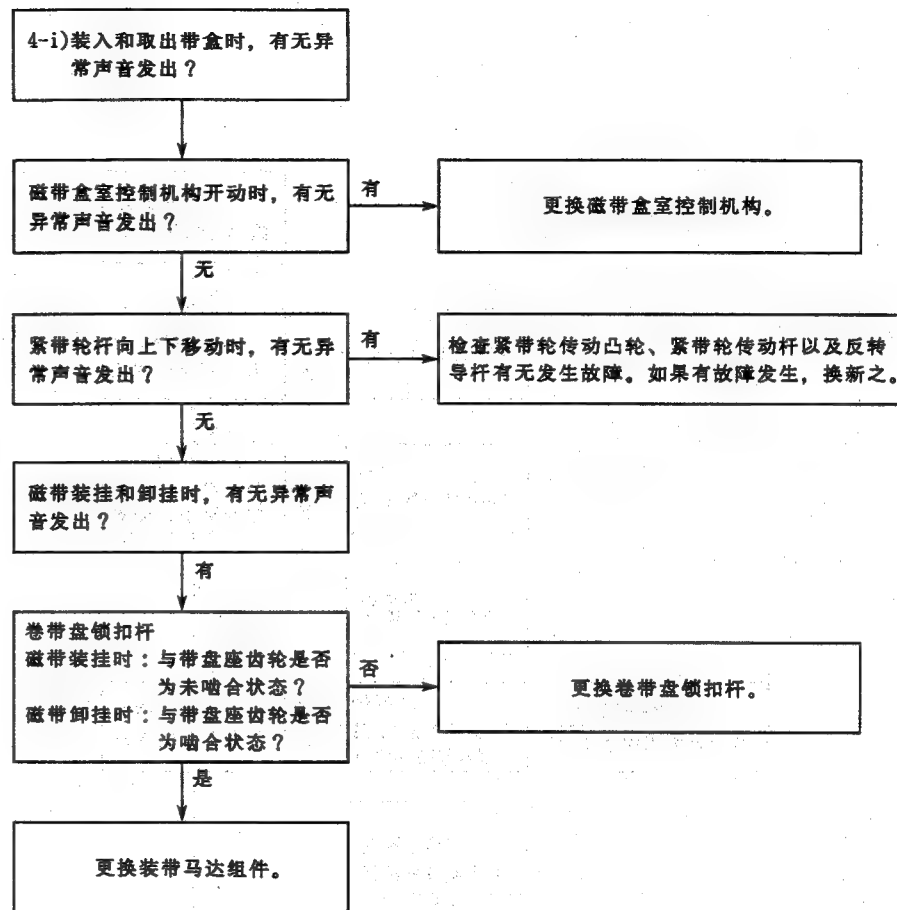 4-i)装入和取出带盒时，有无异
常声音发出？
磁带盒室控制机构开动时，有无
异常声音发出？
有
更换磁带盒室控制机构。
无
紧带轮杆向上下移动时，有无异
常声音发出？
有
检查紧带轮传动凸轮、紧带轮传动杆以及反转
导杆有无发生故障。如果有故障发生，换新之。
无
磁带装挂和卸挂时，有无异常声
音发出？
有
卷带盘锁扣杆
磁带装挂时：与带盘座齿轮是否
为未啮合状态？
磁带卸挂时：与带盘座齿轮是否
为啮合状态？
否
更换卷带盘锁扣杆。
是
更换装带马达组件。